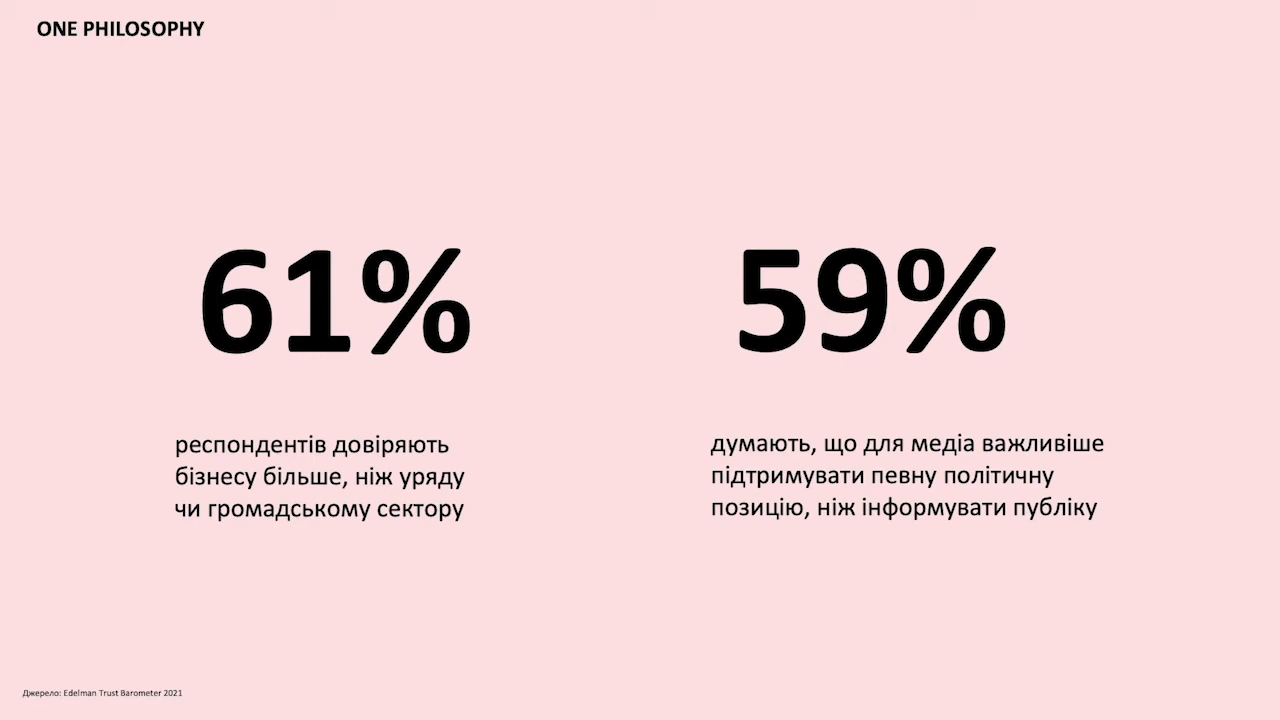 ONE PHILOSOPHY
61%
респондентів довіряють
бізнесу більше, ніж уряду
чи громадському сектору
59%
думають, що для медіа важливіше
підтримувати певну політичну
позицію, ніж інформувати публіку
Джерело: Edelman Trust Barometer 2021